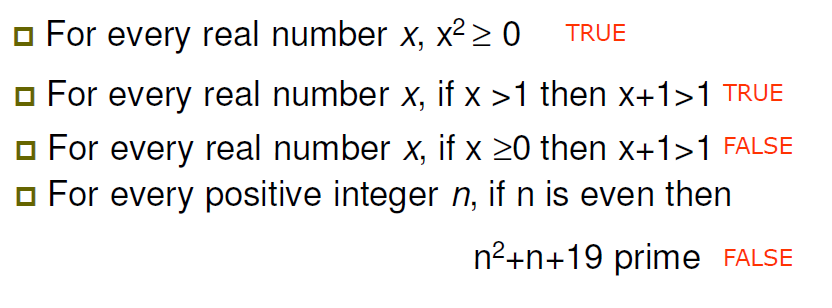 For every real number x, x² ≥ 0 TRUE
For every real number x, if x >1 then x+1>1 TRUE
For every real number x, if x ≥0 then x+1>1 FALSE
For every positive integer n, if n is even then
n²+n+19 prime FALSE